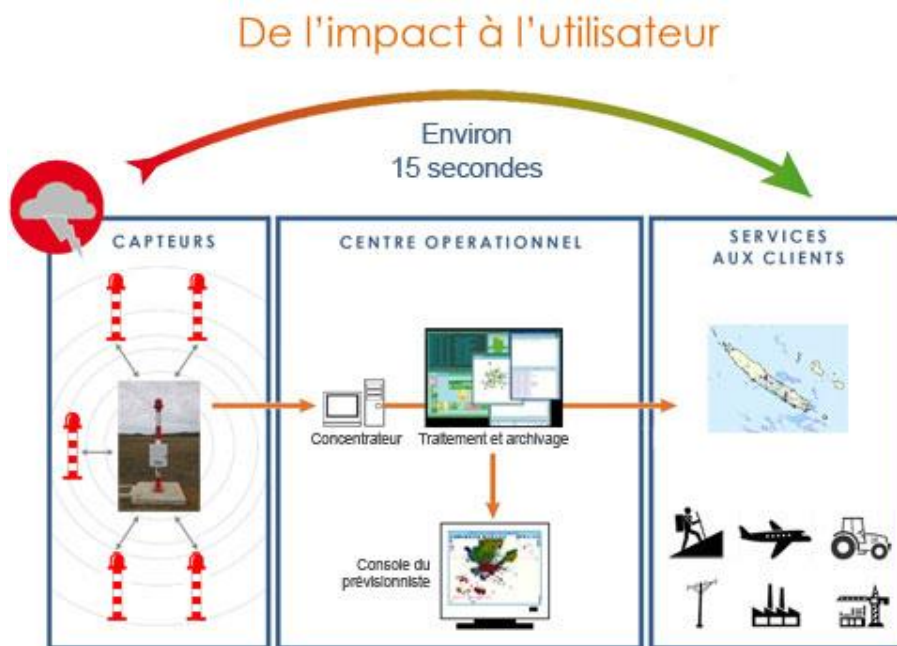 De l’impact à l’utilisateur
Environ
15 secondes
CAPTEURS
CENTRE OPERATIONNEL
SERVICES
AUX CLIENTS
Concentrateur
Traitement et archivage
Console du
prévisionniste